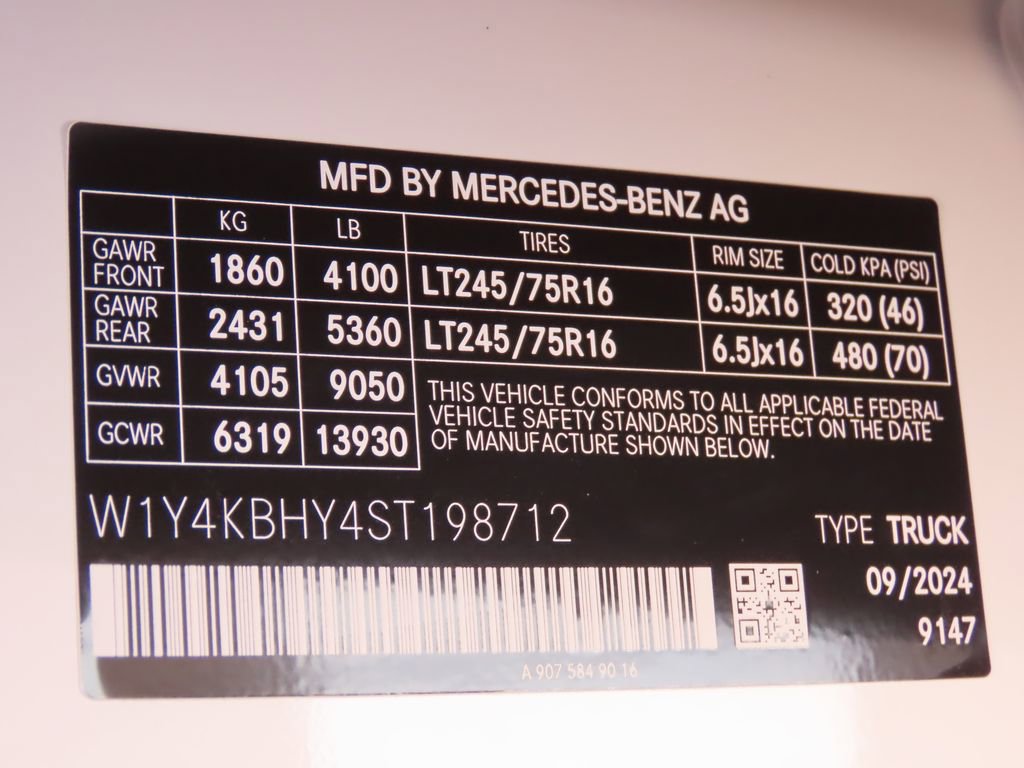 MFD BY MERCEDES-BENZ AG
KG LB TIRES RIM SIZE COLD KPA (PSI)
GAWR FRONT 1860 4100 LT245/75R16 6.5Jx16 320 (46)
GAWR REAR 2431 5360 LT245/75R16 6.5Jx16 480 (70)
GVWR 4105 9050
GCWR 6319 13930
THIS VEHICLE CONFORMS TO ALL APPLICABLE FEDERAL
VEHICLE SAFETY STANDARDS IN EFFECT ON THE DATE
OF MANUFACTURE SHOWN BELOW.
W1Y4KBHY4ST198712
TYPE TRUCK
09/2024
9147
A 907 584 90 16